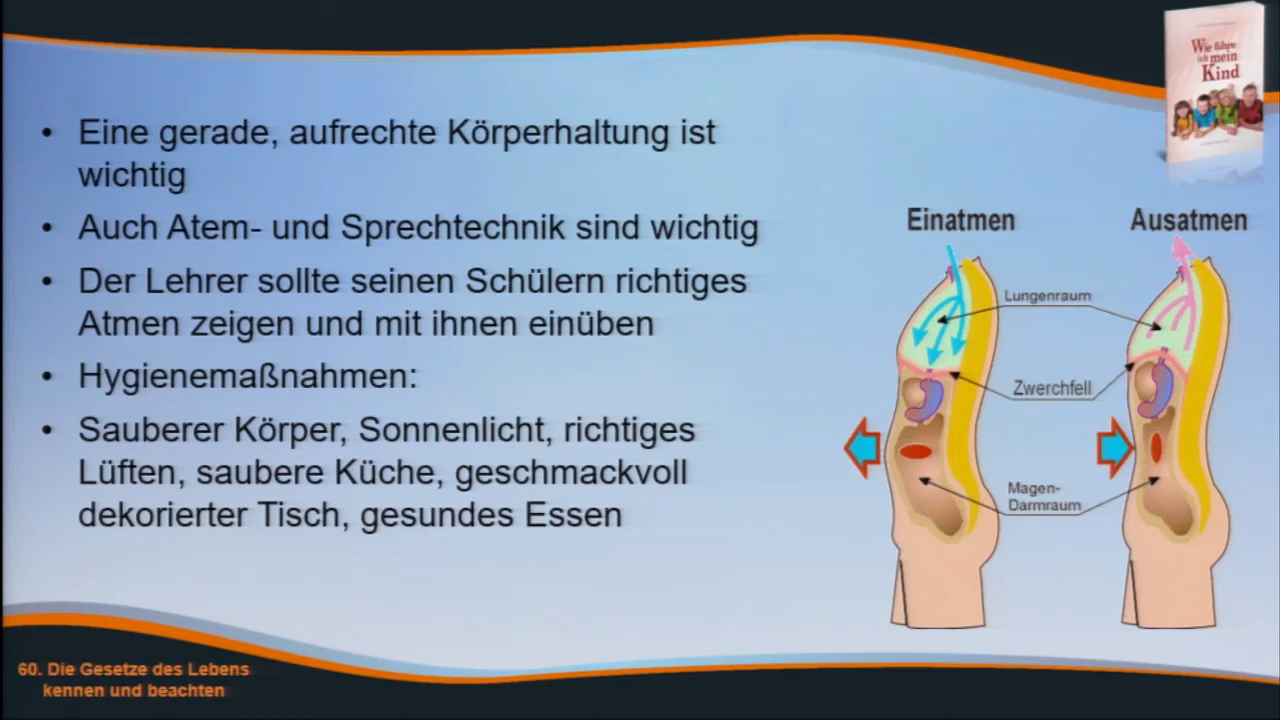 Wie führe
ich mein
Kind
• Eine gerade, aufrechte Körperhaltung ist
wichtig
• Auch Atem- und Sprechtechnik sind wichtig
• Der Lehrer sollte seinen Schülern richtiges
Atmen zeigen und mit ihnen einüben
• Hygienemaßnahmen:
• Sauberer Körper, Sonnenlicht, richtiges
Lüften, saubere Küche, geschmackvoll
dekorierter Tisch, gesundes Essen
Einatmen
Ausatmen
Lungenraum
Zwerchfell
Magen-
Darmraum
60. Die Gesetze des Lebens
kennen und beachten